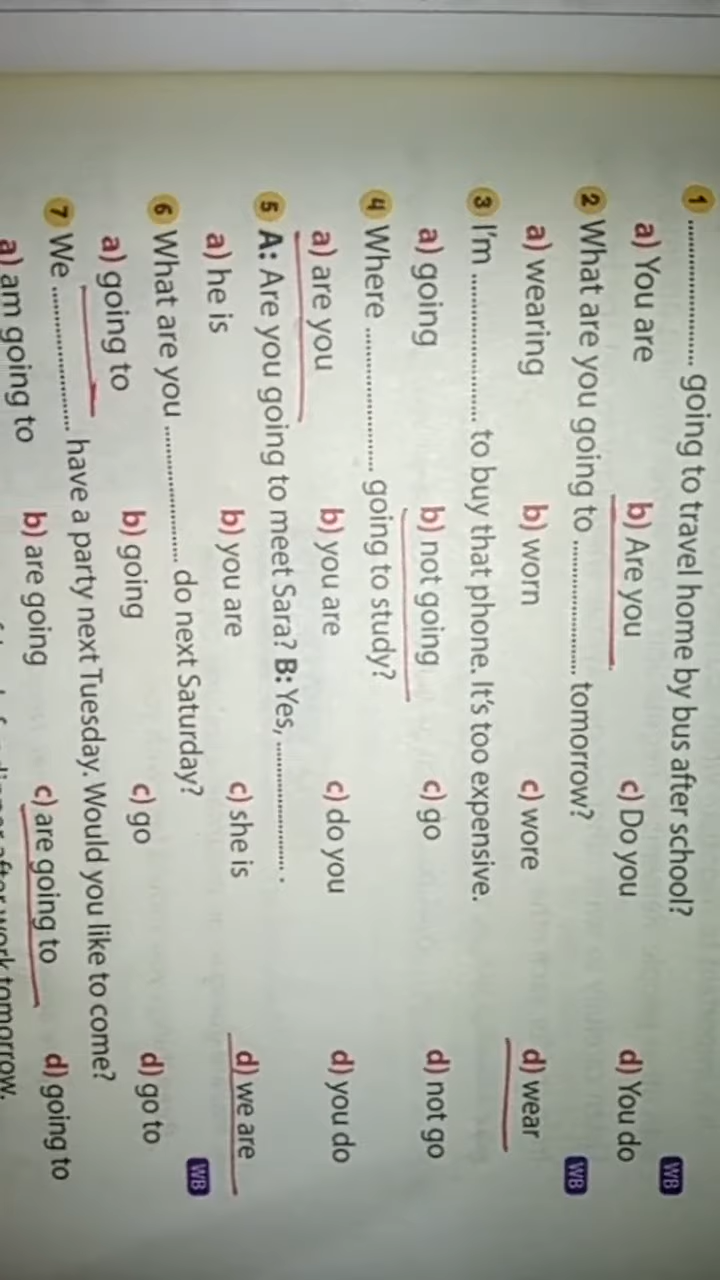 1 .................... going to travel home by bus after school? WB
a) You are b) Are you c) Do you d) You do
2 What are you going to .................... tomorrow? WB
a) wearing b) worn c) wore d) wear
3 I'm .................... to buy that phone. It's too expensive.
a) going b) not going c) go d) not go
4 Where .................... going to study?
a) are you b) you are c) do you d) you do
5 A: Are you going to meet Sara? B: Yes, .................... .
a) he is b) you are c) she is d) we are
6 What are you .................... do next Saturday? WB
a) going to b) going c) go d) go to
7 We .................... have a party next Tuesday. Would you like to come?
a) am going to b) are going c) are going to d) going to
after work tomorrow.